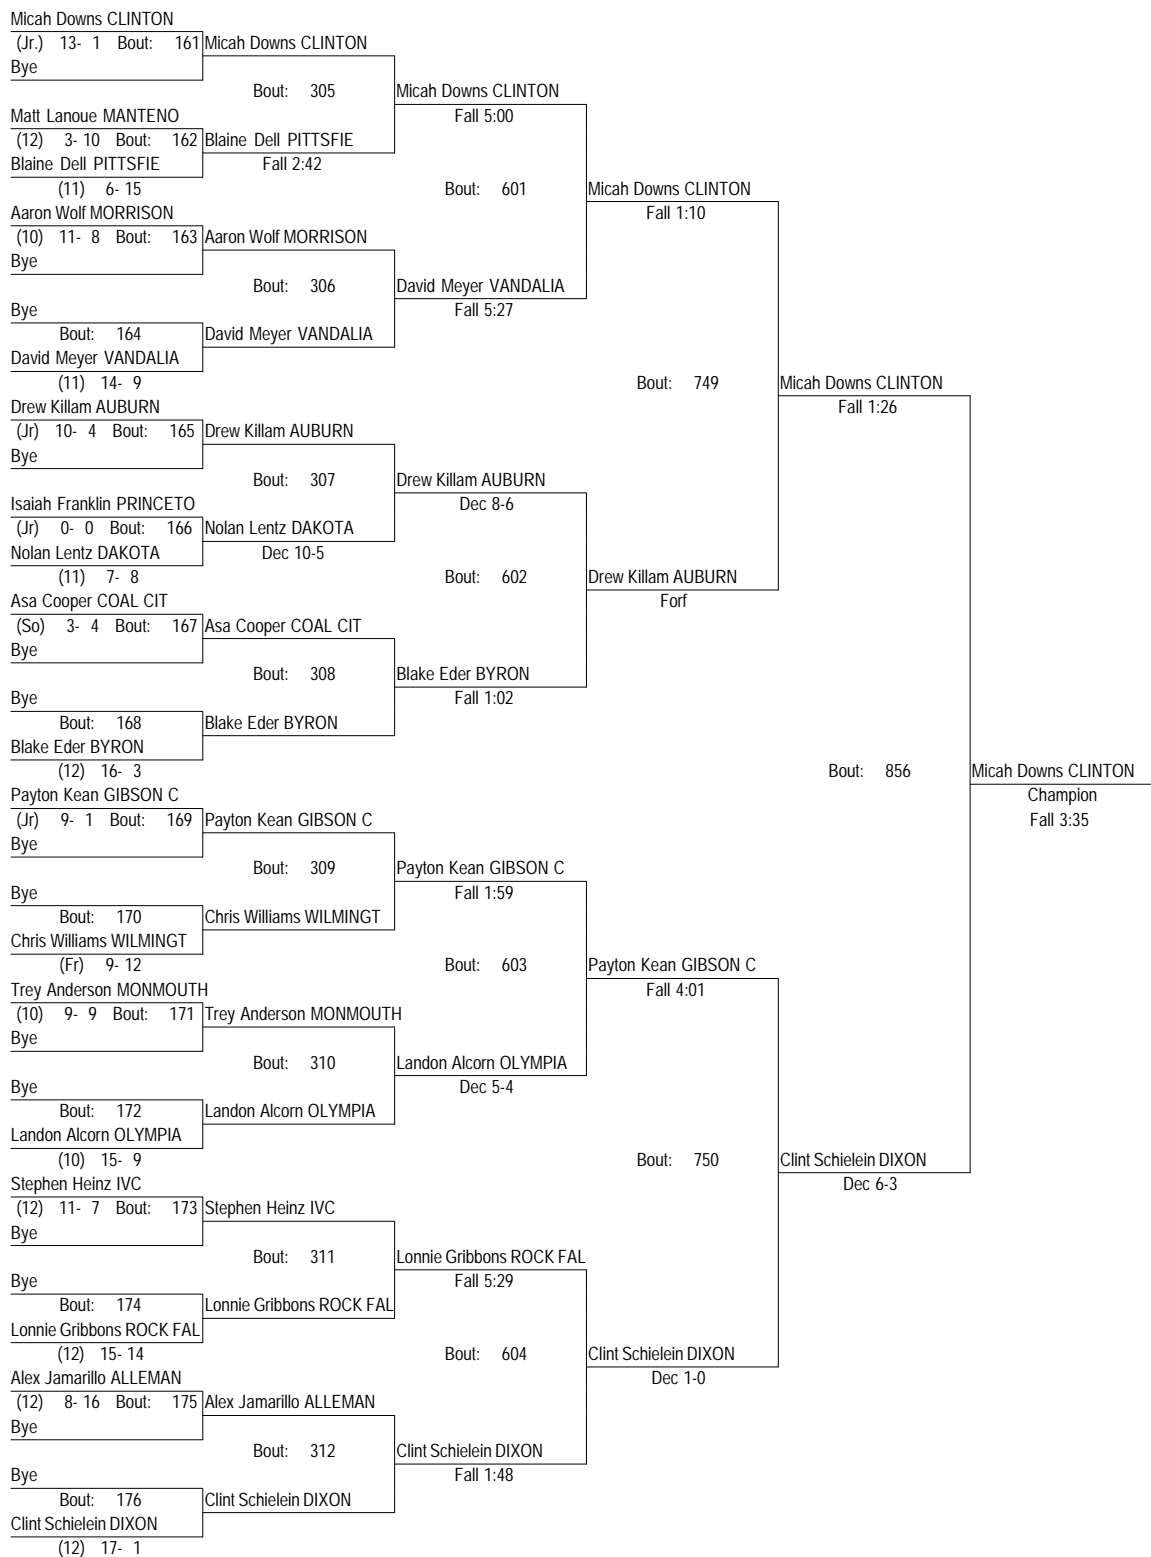 Micah Downs CLINTON
(Jr.) 13- 1 Bout: 161 Micah Downs CLINTON
Bye
Bout: 305 Micah Downs CLINTON
Matt Lanoue MANTENO Fall 5:00
(12) 3- 10 Bout: 162 Blaine Dell PITTSFIE
Blaine Dell PITTSFIE Fall 2:42
(11) 6- 15 Bout: 601 Micah Downs CLINTON
Aaron Wolf MORRISON Fall 1:10
(10) 11- 8 Bout: 163 Aaron Wolf MORRISON
Bye
Bout: 306 David Meyer VANDALIA
Bye Fall 5:27
Bout: 164 David Meyer VANDALIA
David Meyer VANDALIA
(11) 14- 9 Bout: 749 Micah Downs CLINTON
Drew Killam AUBURN Fall 1:26
(Jr) 10- 4 Bout: 165 Drew Killam AUBURN
Bye
Bout: 307 Drew Killam AUBURN
Isaiah Franklin PRINCETO Dec 8-6
(Jr) 0- 0 Bout: 166 Nolan Lentz DAKOTA
Nolan Lentz DAKOTA Dec 10-5
(11) 7- 8 Bout: 602 Drew Killam AUBURN
Asa Cooper COAL CIT Forf
(So) 3- 4 Bout: 167 Asa Cooper COAL CIT
Bye
Bout: 308 Blake Eder BYRON
Bye Fall 1:02
Bout: 168 Blake Eder BYRON
Blake Eder BYRON
(12) 16- 3 Bout: 856 Micah Downs CLINTON
Payton Kean GIBSON C Champion
(Jr) 9- 1 Bout: 169 Payton Kean GIBSON C Fall 3:35
Bye
Bout: 309 Payton Kean GIBSON C
Bye Fall 1:59
Bout: 170 Chris Williams WILMINGT
Chris Williams WILMINGT
(Fr) 9- 12 Bout: 603 Payton Kean GIBSON C
Trey Anderson MONMOUTH Fall 4:01
(10) 9- 9 Bout: 171 Trey Anderson MONMOUTH
Bye
Bout: 310 Landon Alcorn OLYMPIA
Bye Dec 5-4
Bout: 172 Landon Alcorn OLYMPIA
Landon Alcorn OLYMPIA
(10) 15- 9 Bout: 750 Clint Schielein DIXON
Stephen Heinz IVC Dec 6-3
(12) 11- 7 Bout: 173 Stephen Heinz IVC
Bye
Bout: 311 Lonnie Gribbons ROCK FAL
Bye Fall 5:29
Bout: 174 Lonnie Gribbons ROCK FAL
Lonnie Gribbons ROCK FAL
(12) 15- 14 Bout: 604 Clint Schielein DIXON
Alex Jamarillo ALLEMAN Dec 1-0
(12) 8- 16 Bout: 175 Alex Jamarillo ALLEMAN
Bye
Bout: 312 Clint Schielein DIXON
Bye Fall 1:48
Bout: 176 Clint Schielein DIXON
Clint Schielein DIXON
(12) 17- 1